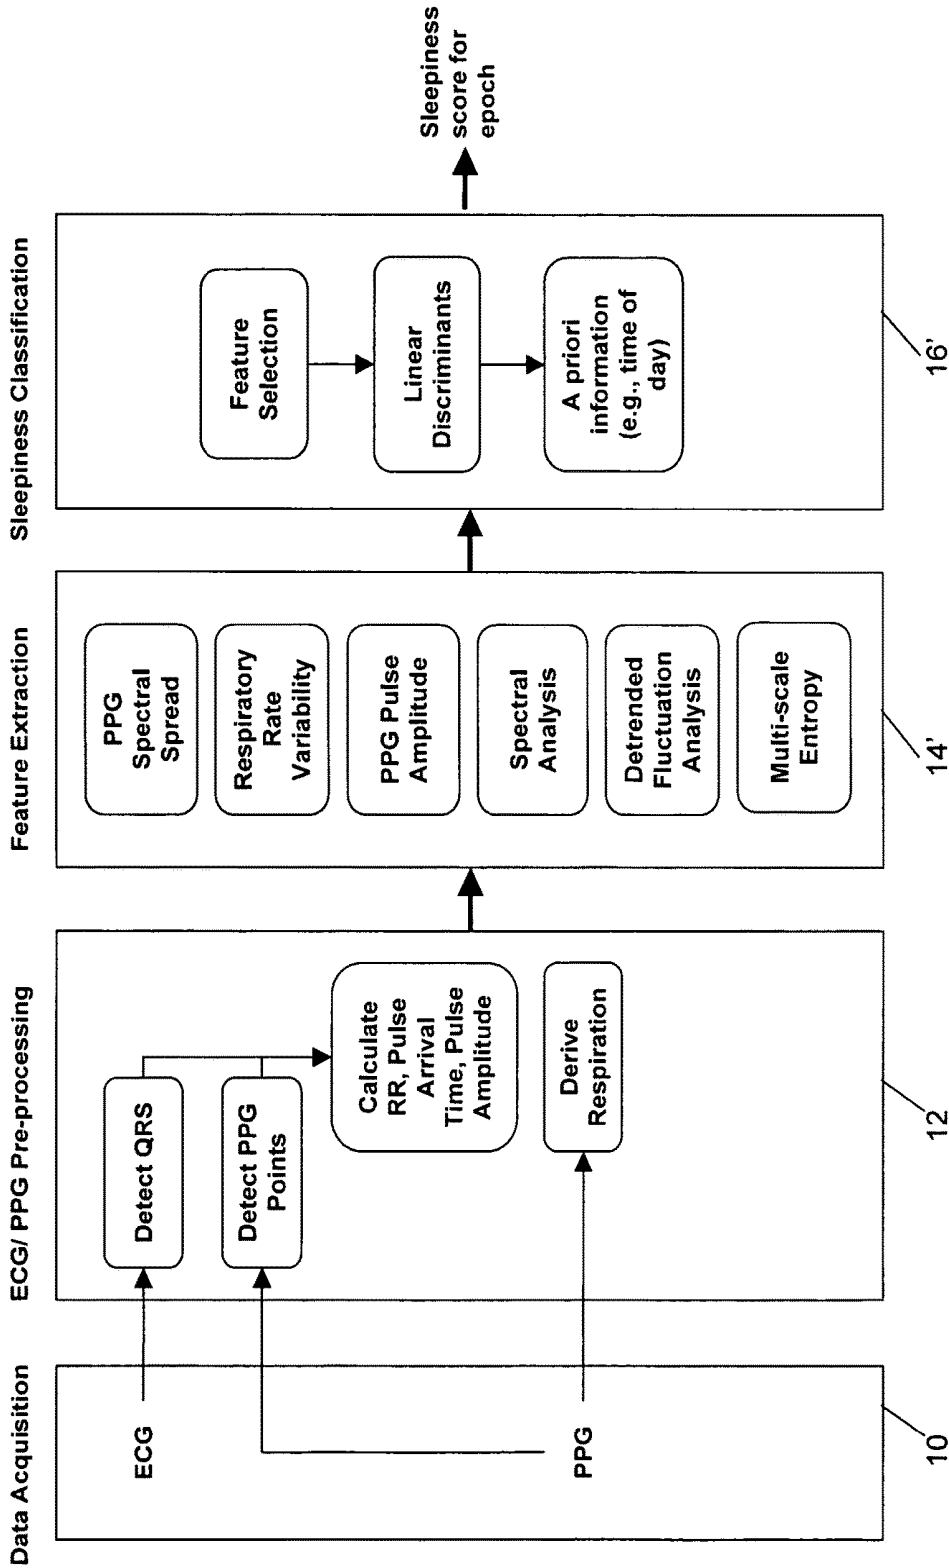 Data Acquisition
ECG
PPG
10
ECG/ PPG Pre-processing
Detect QRS
Detect PPG
Points
Calculate
RR, Pulse
Arrival
Time, Pulse
Amplitude
Derive
Respiration
12
Feature Extraction
PPG
Spectral
Spread
Respiratory
Rate
Variability
PPG Pulse
Amplitude
Spectral
Analysis
Detrended
Fluctuation
Analysis
Multi-scale
Entropy
14'
Sleepiness Classification
Feature
Selection
Linear
Discriminants
A priori
information
(e.g., time of
day)
16'
Sleepiness
score for
epoch